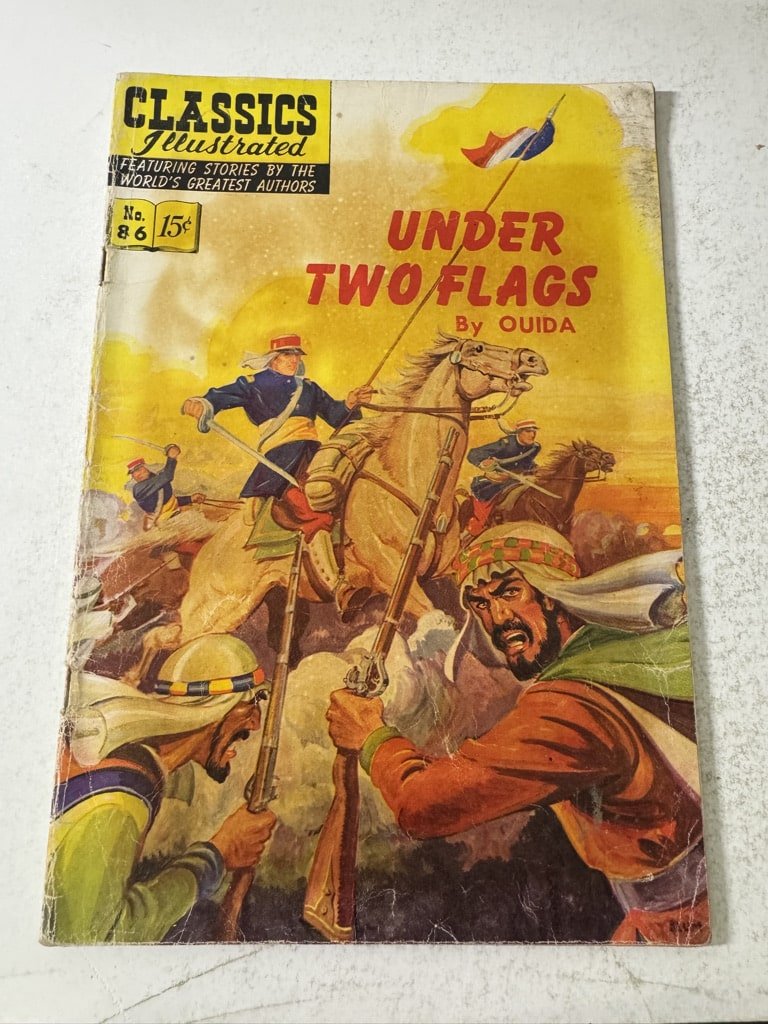 CLASSICS
Illustrated
FEATURING STORIES BY THE
WORLD'S GREATEST AUTHORS
No. 86
15¢
UNDER
TWO FLAGS
By OUIDA